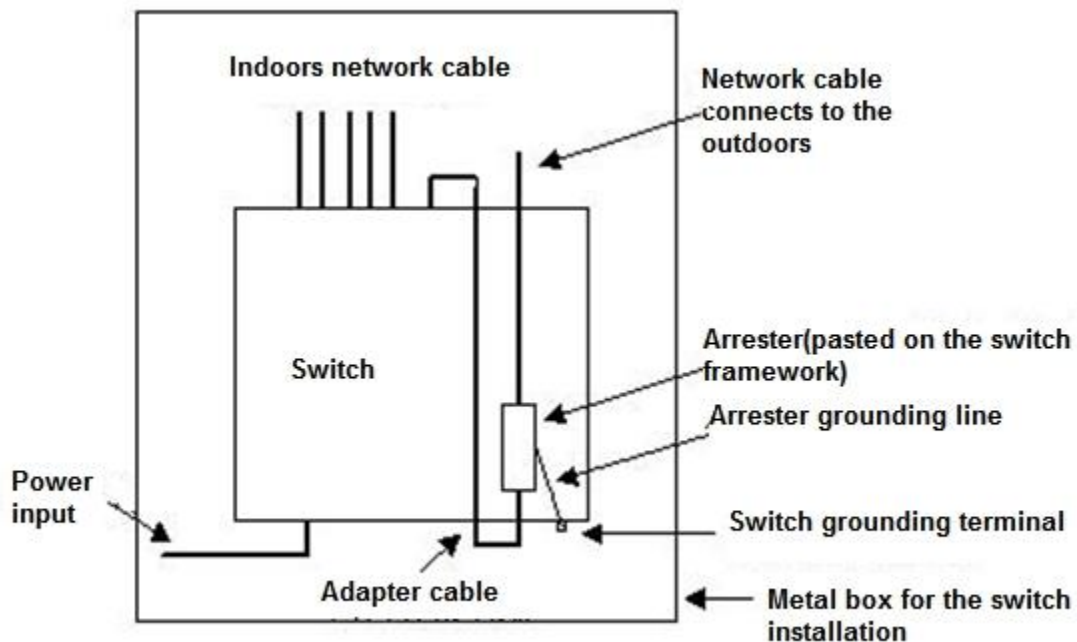 Indoors network cable
Network cable
connects to the
outdoors
Switch
Arrester(pasted on the switch
framework)
Arrester grounding line
Power
input
Switch grounding terminal
Adapter cable
Metal box for the switch
installation